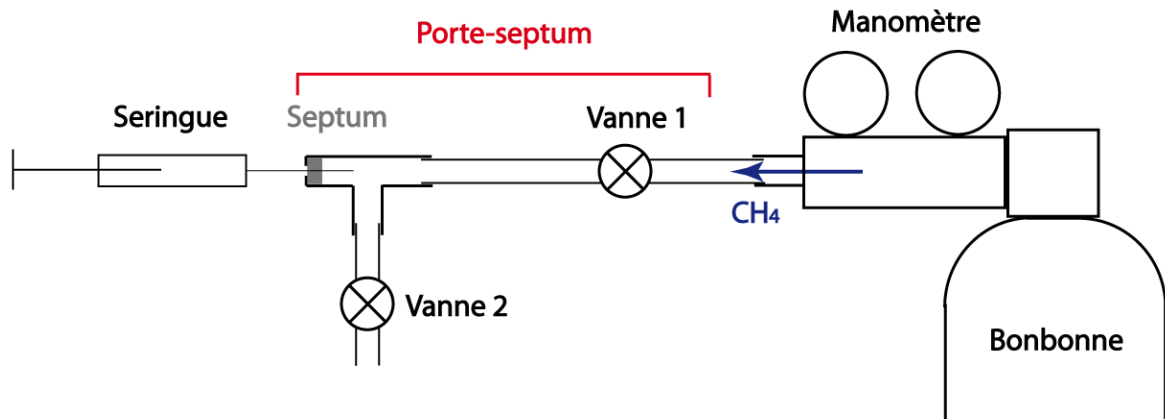 Manomètre
Porte-septum
Seringue
Septum
Vanne 1
CH₄
Vanne 2
Bonbonne